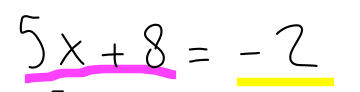 5x + 8 = - 2